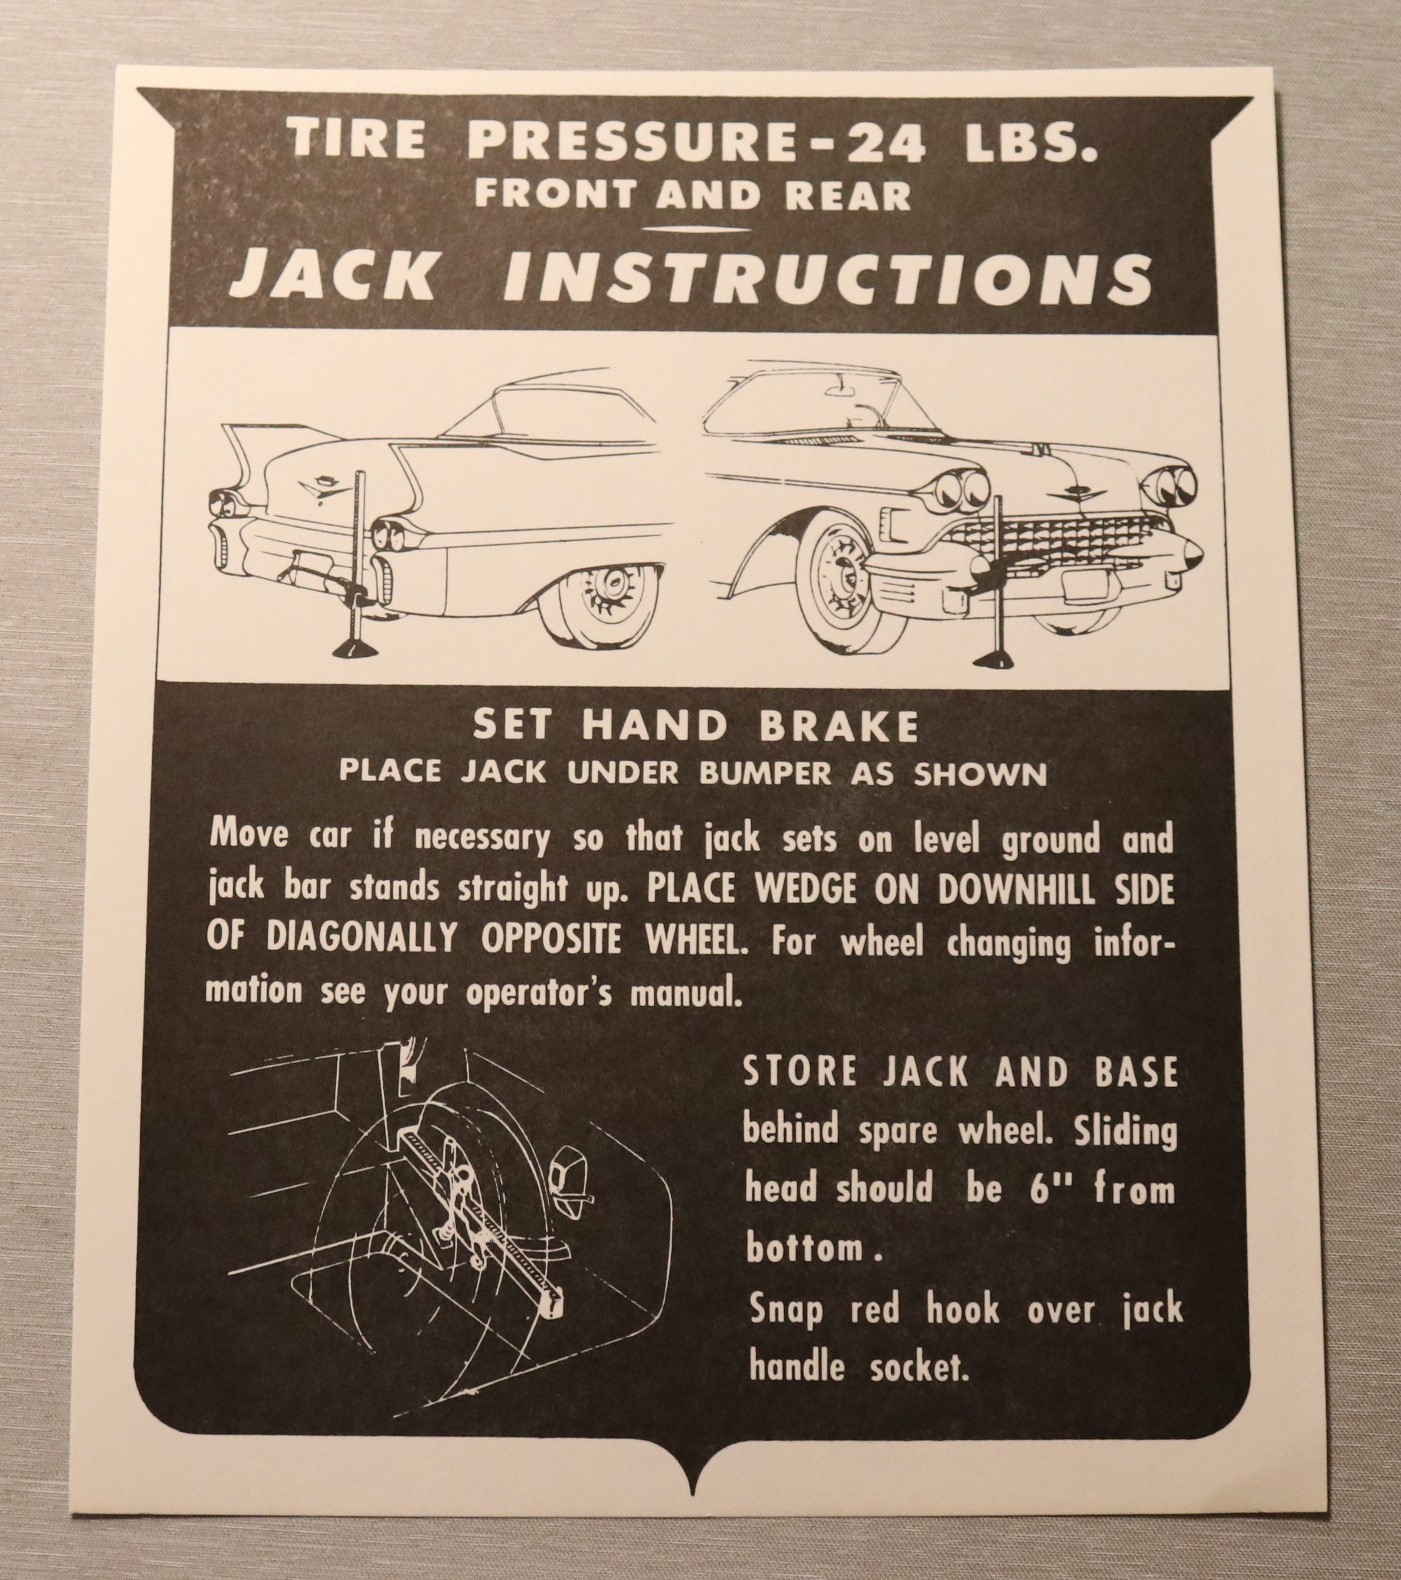 TIRE PRESSURE-24 LBS.
FRONT AND REAR
JACK INSTRUCTIONS
SET HAND BRAKE
PLACE JACK UNDER BUMPER AS SHOWN
Move car if necessary so that jack sets on level ground and
jack bar stands straight up. PLACE WEDGE ON DOWNHILL SIDE
OF DIAGONALLY OPPOSITE WHEEL. For wheel changing infor-
mation see your operator's manual.
STORE JACK AND BASE
behind spare wheel. Sliding
head should be 6" from
bottom.
Snap red hook over jack
handle socket.